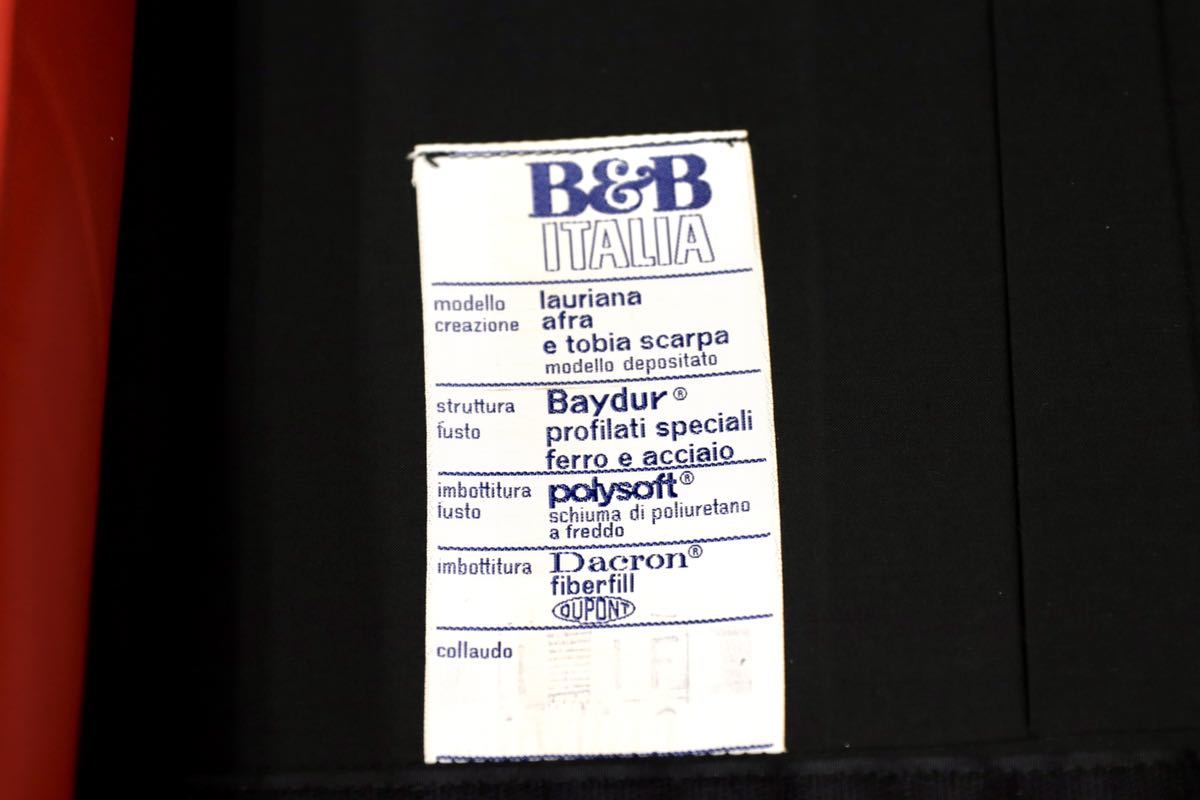 B&B
ITALIA
modello lauriana
creazione afra
e tobia scarpa
modello depositato
struttura Baydur®
fusto profilati speciali
ferro e acciaio
imbottitura polysoft®
fusto schiuma di poliuretano
a freddo
imbottitura Dacron®
fiberfill
DUPONT
collaudo